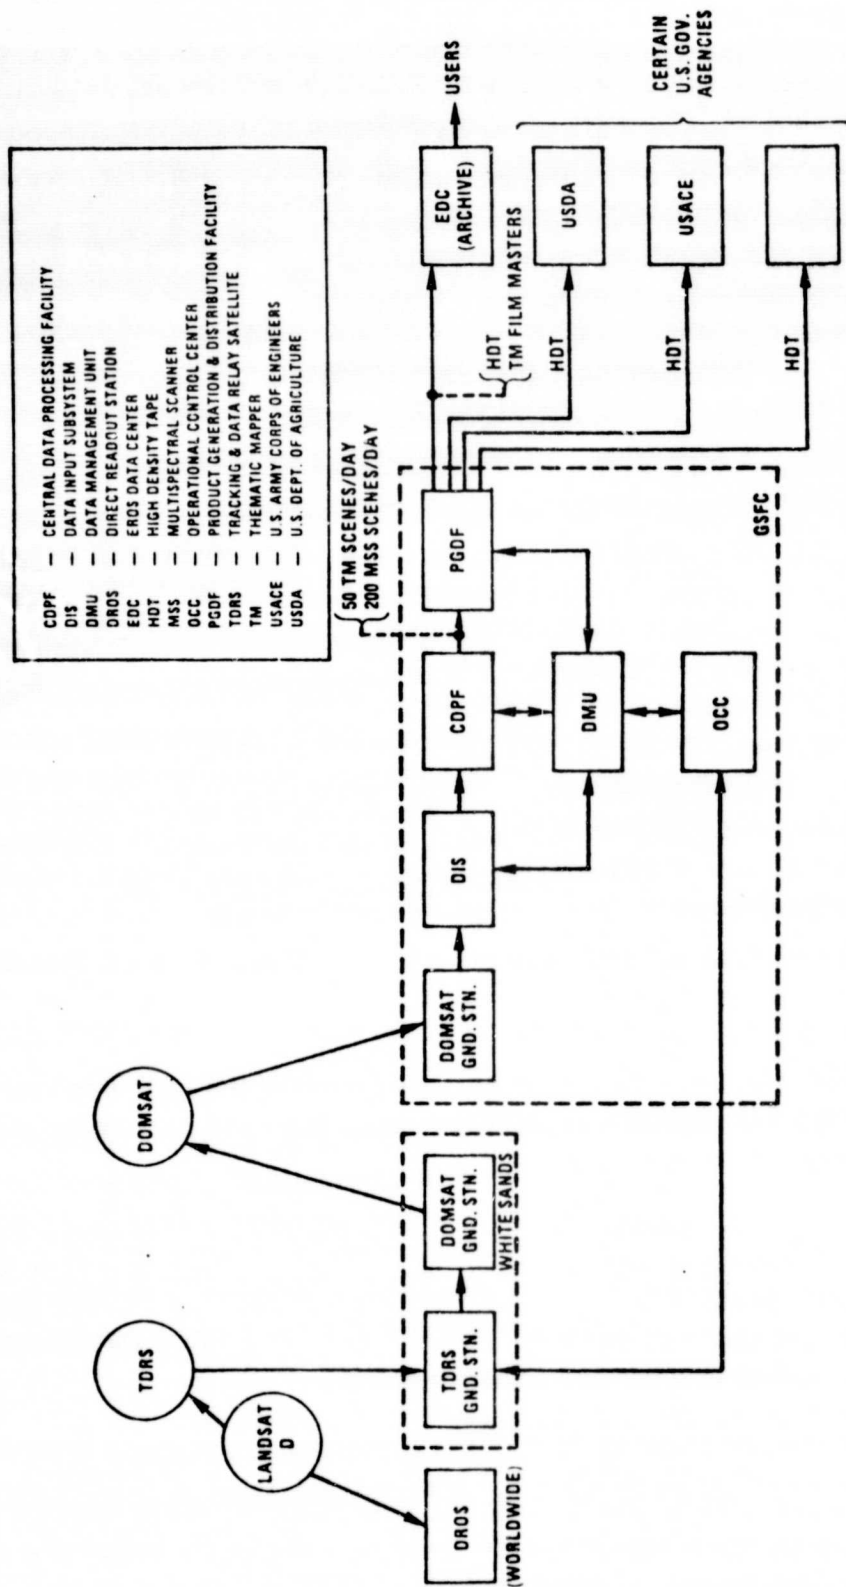 CDPF — CENTRAL DATA PROCESSING FACILITY
DIS — DATA INPUT SUBSYSTEM
DMU — DATA MANAGEMENT UNIT
DROS — DIRECT READOUT STATION
EDC — EROS DATA CENTER
HDT — HIGH DENSITY TAPE
MSS — MULTISPECTRAL SCANNER
OCC — OPERATIONAL CONTROL CENTER
PGDF — PRODUCT GENERATION & DISTRIBUTION FACILITY
TDRS — TRACKING & DATA RELAY SATELLITE
TM — THEMATIC MAPPER
USACE — U.S. ARMY CORPS OF ENGINEERS
USDA — U.S. DEPT. OF AGRICULTURE
TDRS
LANDSAT
D
DOMSAT
DROS
(WORLDWIDE)
TDRS
GND. STN.
DOMSAT
GND. STN.
WHITE SANDS
DOMSAT
GND. STN.
DIS
CDPF
50 TM SCENES/DAY
200 MSS SCENES/DAY
PGDF
DMU
OCC
GSFC
HDT
TM FILM MASTERS
HDT
HDT
HDT
EDC
(ARCHIVE)
USERS
USDA
USACE
CERTAIN
U.S. GOV.
AGENCIES